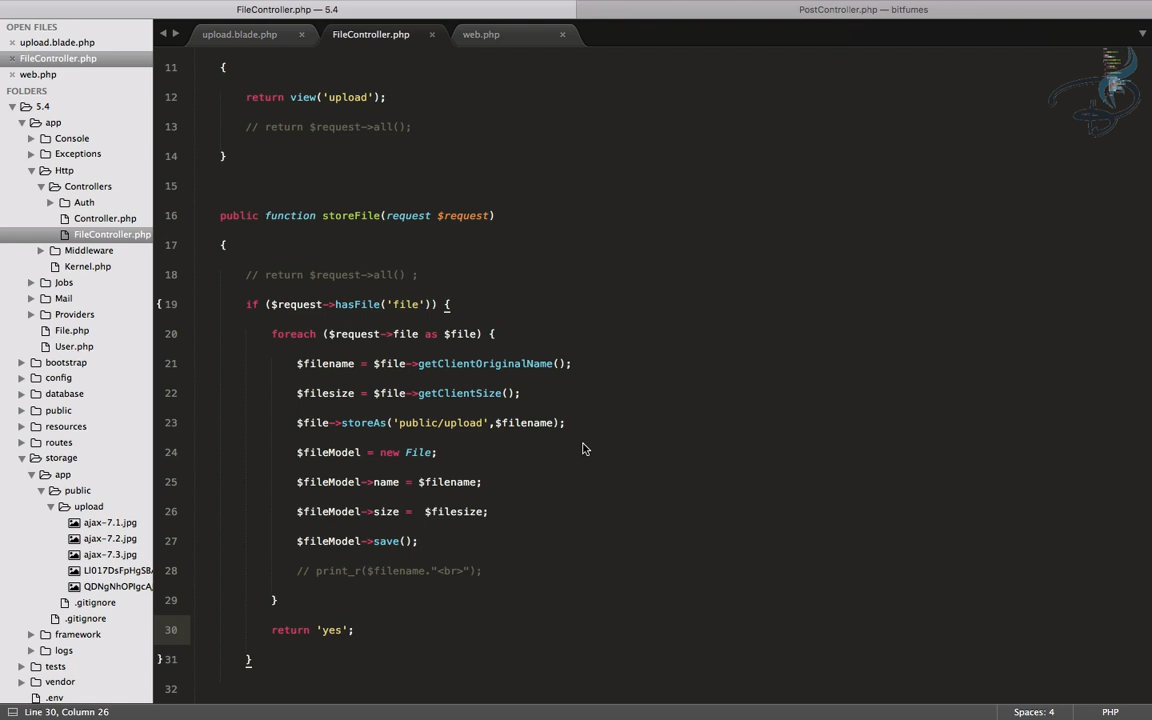 FileController.php — 5.4
PostController.php — bitfumes
OPEN FILES
upload.blade.php
FileController.php
web.php
FOLDERS
5.4
app
Console
Exceptions
Http
Controllers
Auth
Controller.php
FileController.php
Middleware
Kernel.php
Jobs
Mail
Providers
File.php
User.php
bootstrap
config
database
public
resources
routes
storage
app
public
upload
ajax-7.1.jpg
ajax-7.2.jpg
ajax-7.3.jpg
.gitignore
.gitignore
framework
logs
tests
vendor
.env
upload.blade.php
FileController.php
web.php
11 {
12 return view('upload');
13 // return $request->all();
14 }
15
16 public function storeFile(request $request)
17 {
18 // return $request->all() ;
{ 19 if ($request->hasFile('file')) {
20 foreach ($request->file as $file) {
21 $filename = $file->getClientOriginalName();
22 $filesize = $file->getClientSize();
23 $file->storeAs('public/upload',$filename);
24 $fileModel = new File;
25 $fileModel->name = $filename;
26 $fileModel->size =  $filesize;
27 $fileModel->save();
28 // print_r($filename."<br>");
29 }
30 return 'yes';
} 31 }
32
Line 30, Column 26
Spaces: 4
PHP